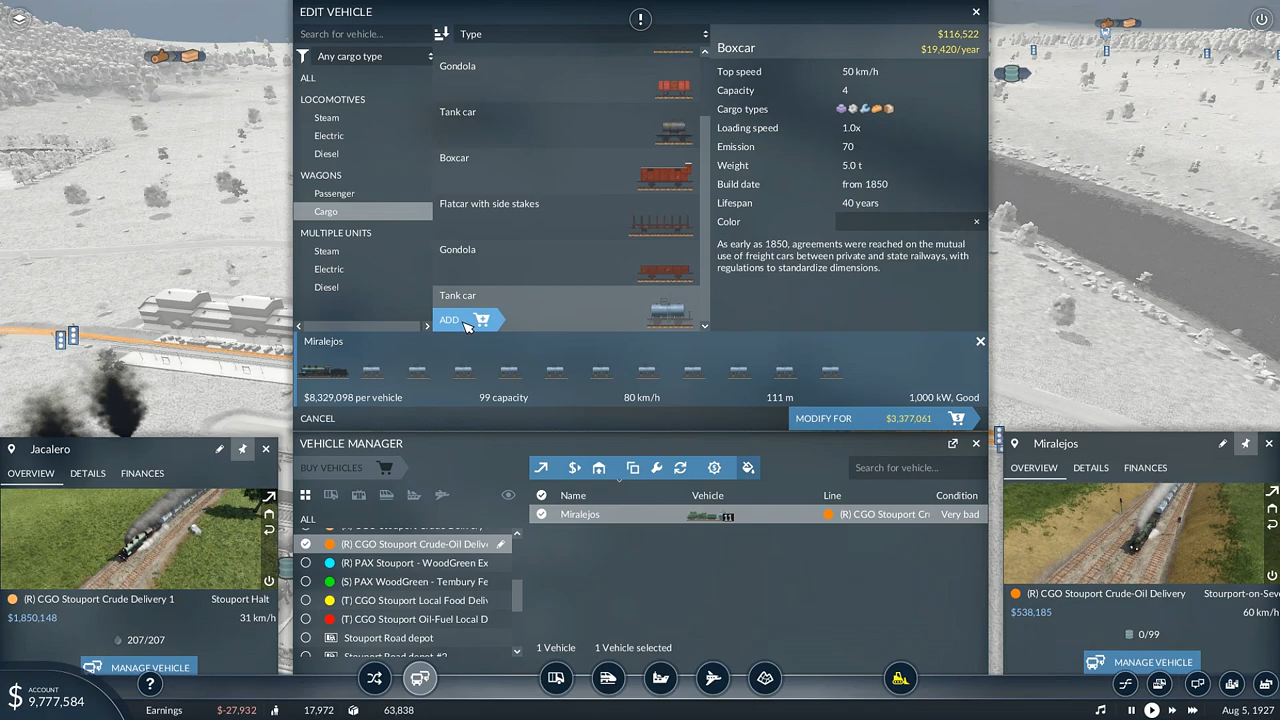 EDIT VEHICLE
Search for vehicle...
Type
Any cargo type
ALL
LOCOMOTIVES
Steam
Electric
Diesel
WAGONS
Passenger
Cargo
MULTIPLE UNITS
Steam
Electric
Diesel
Gondola
Tank car
Boxcar
Flatcar with side stakes
Gondola
Tank car
ADD
Boxcar
$116,522
$19,420/year
Top speed 50 km/h
Capacity 4
Cargo types
Loading speed 1.0x
Emission 70
Weight 5.0 t
Build date from 1850
Lifespan 40 years
Color
As early as 1850, agreements were reached on the mutual
use of freight cars between private and state railways, with
regulations to standardize dimensions.
Miralejos
$8,329,098 per vehicle 99 capacity 80 km/h 111 m 1,000 kW, Good
CANCEL
MODIFY FOR $3,377,061
VEHICLE MANAGER
BUY VEHICLES
Search for vehicle...
ALL
(R) CGO Stouport Crude-Oil Delive
(R) PAX Stouport - WoodGreen Ex
(S) PAX WoodGreen - Tembury Fe
(T) CGO Stouport Local Food Deliv
(T) CGO Stouport Oil-Fuel Local D
Stouport Road depot
Stouport Road depot #2
Name Vehicle Line Condition
Miralejos 11 (R) CGO Stouport Cr Very bad
1 Vehicle 1 Vehicle selected
Jacalero
OVERVIEW DETAILS FINANCES
(R) CGO Stouport Crude Delivery 1 Stouport Halt
$1,850,148 31 km/h
207/207
MANAGE VEHICLE
Miralejos
OVERVIEW DETAILS FINANCES
(R) CGO Stouport Crude-Oil Delivery Stourport-on-Seve
$538,185 60 km/h
0/99
MANAGE VEHICLE
$ ACCOUNT
9,777,584
?
Earnings $-27,932 17,972 63,838
Aug 5, 1927